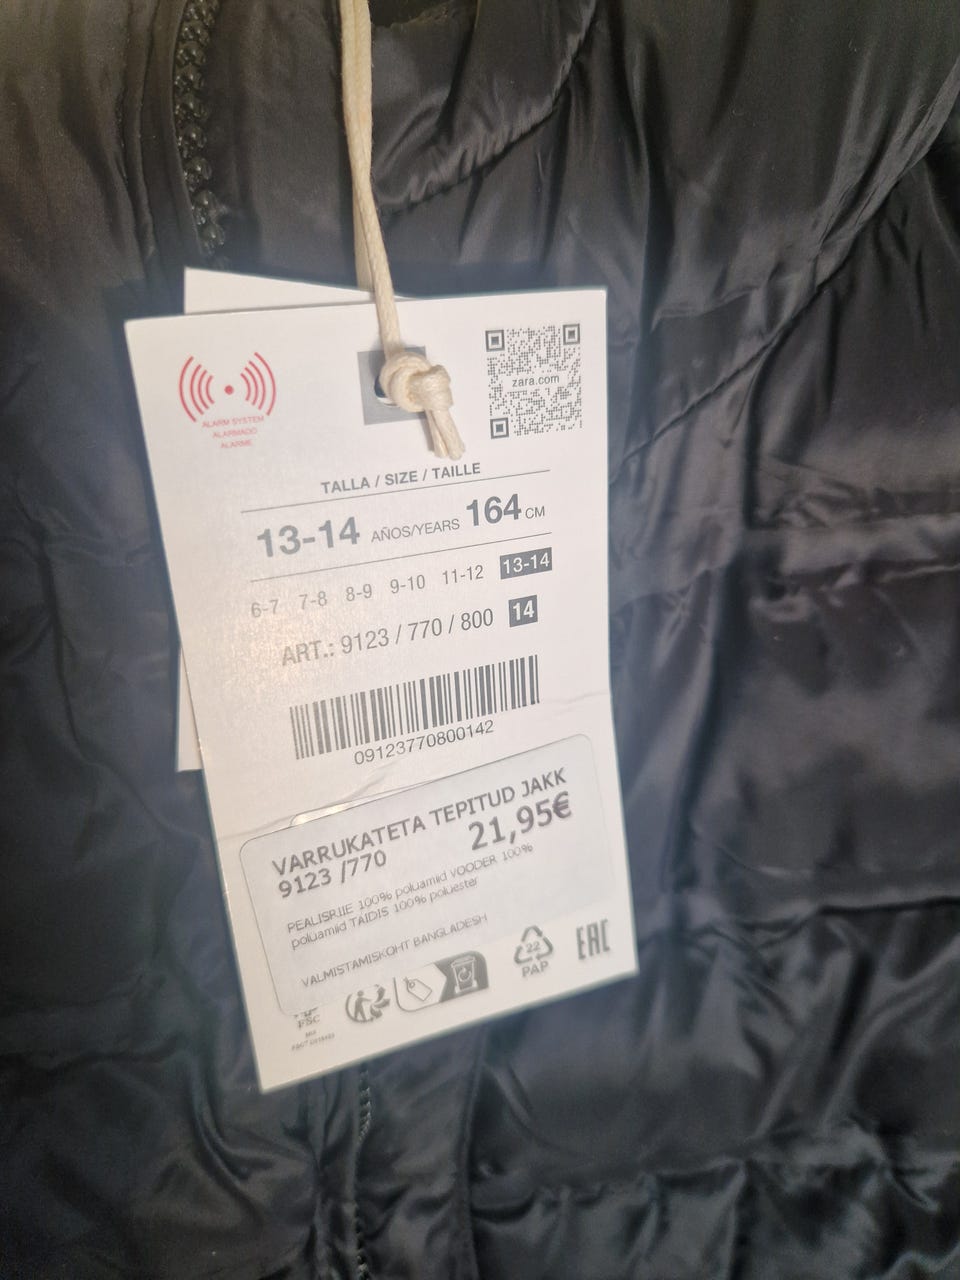 ALARM SYSTEM
ALARMADO
ALARME
zara.com
TALLA / SIZE / TAILLE
13-14 AÑOS/YEARS 164 CM
6-7 7-8 8-9 9-10 11-12 13-14
ART.: 9123 / 770 / 800 14
09123770800142
VARRUKATETA TEPITUD JAKK
9123 /770 21,95€
PEALISRIIE 100% polüamiid VOODER 100%
polüamiid TÄIDIS 100% polüester
VALMISTAMISKOHT BANGLADESH
22
PAP
EAC
FSC
MIX